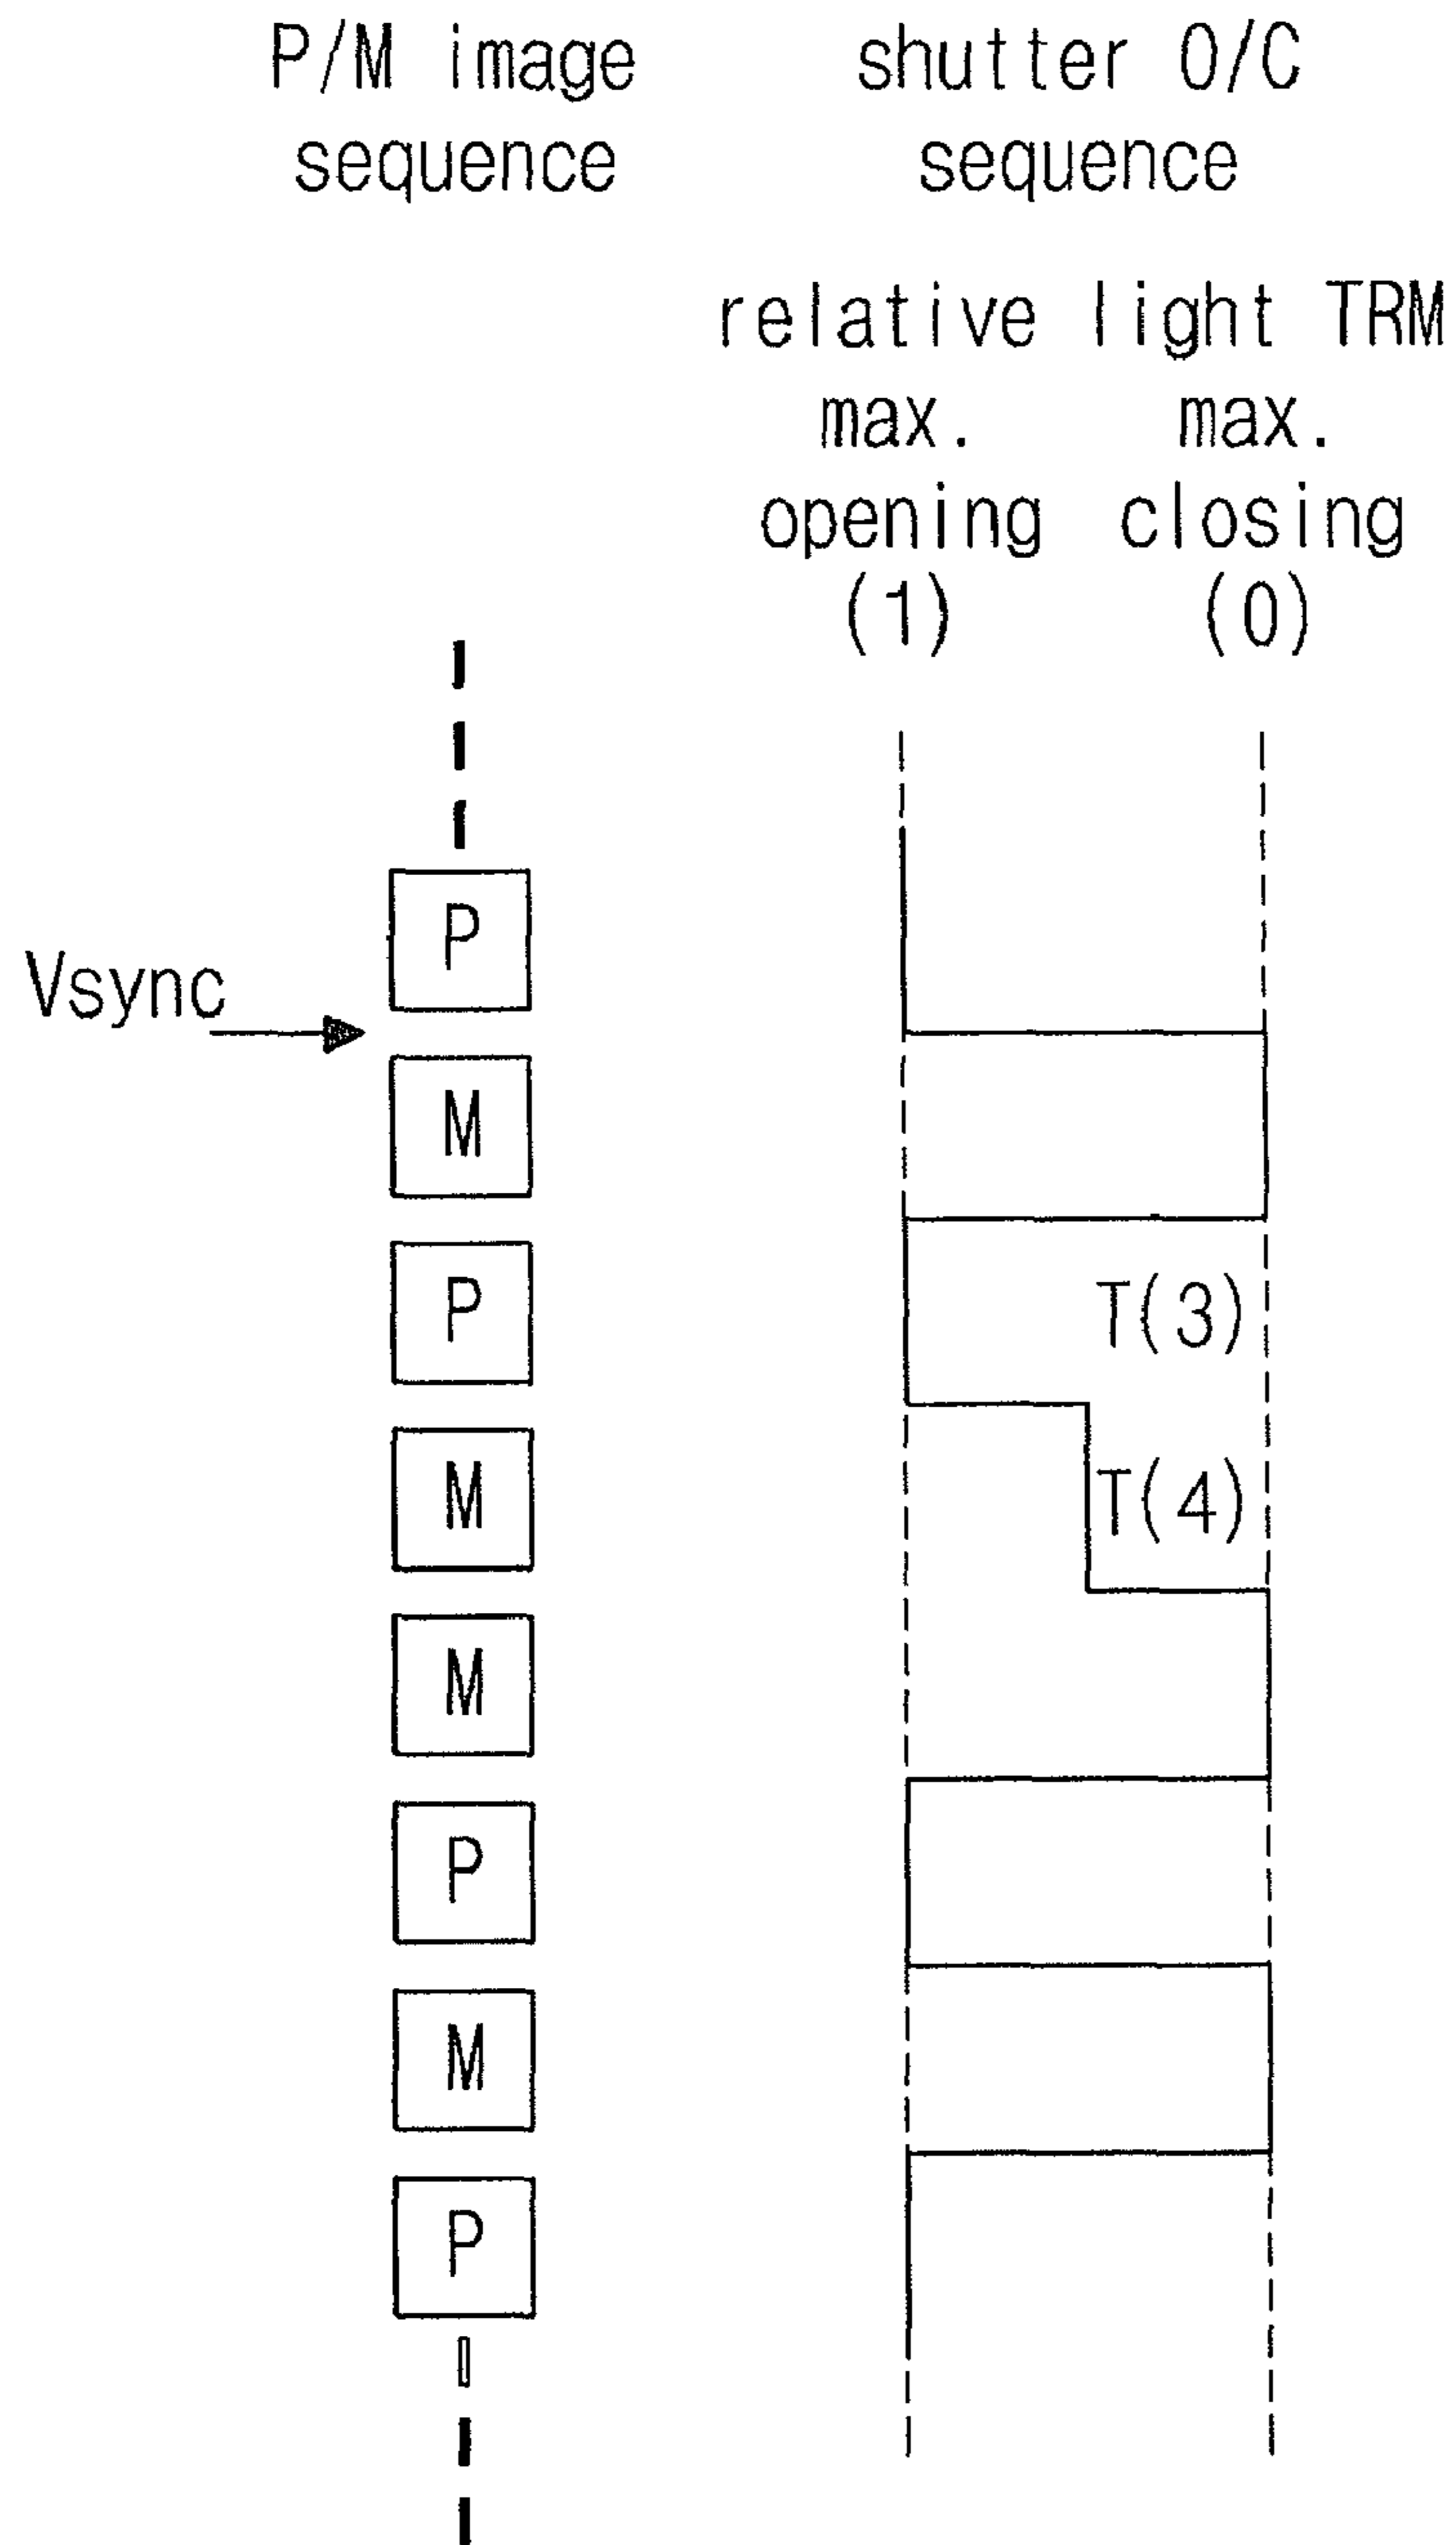 P/M image
sequence
shutter O/C
sequence
relative light TRM
max.
opening
(1)
max.
closing
(0)
P
Vsync
M
P
T(3)
M
T(4)
M
P
M
P